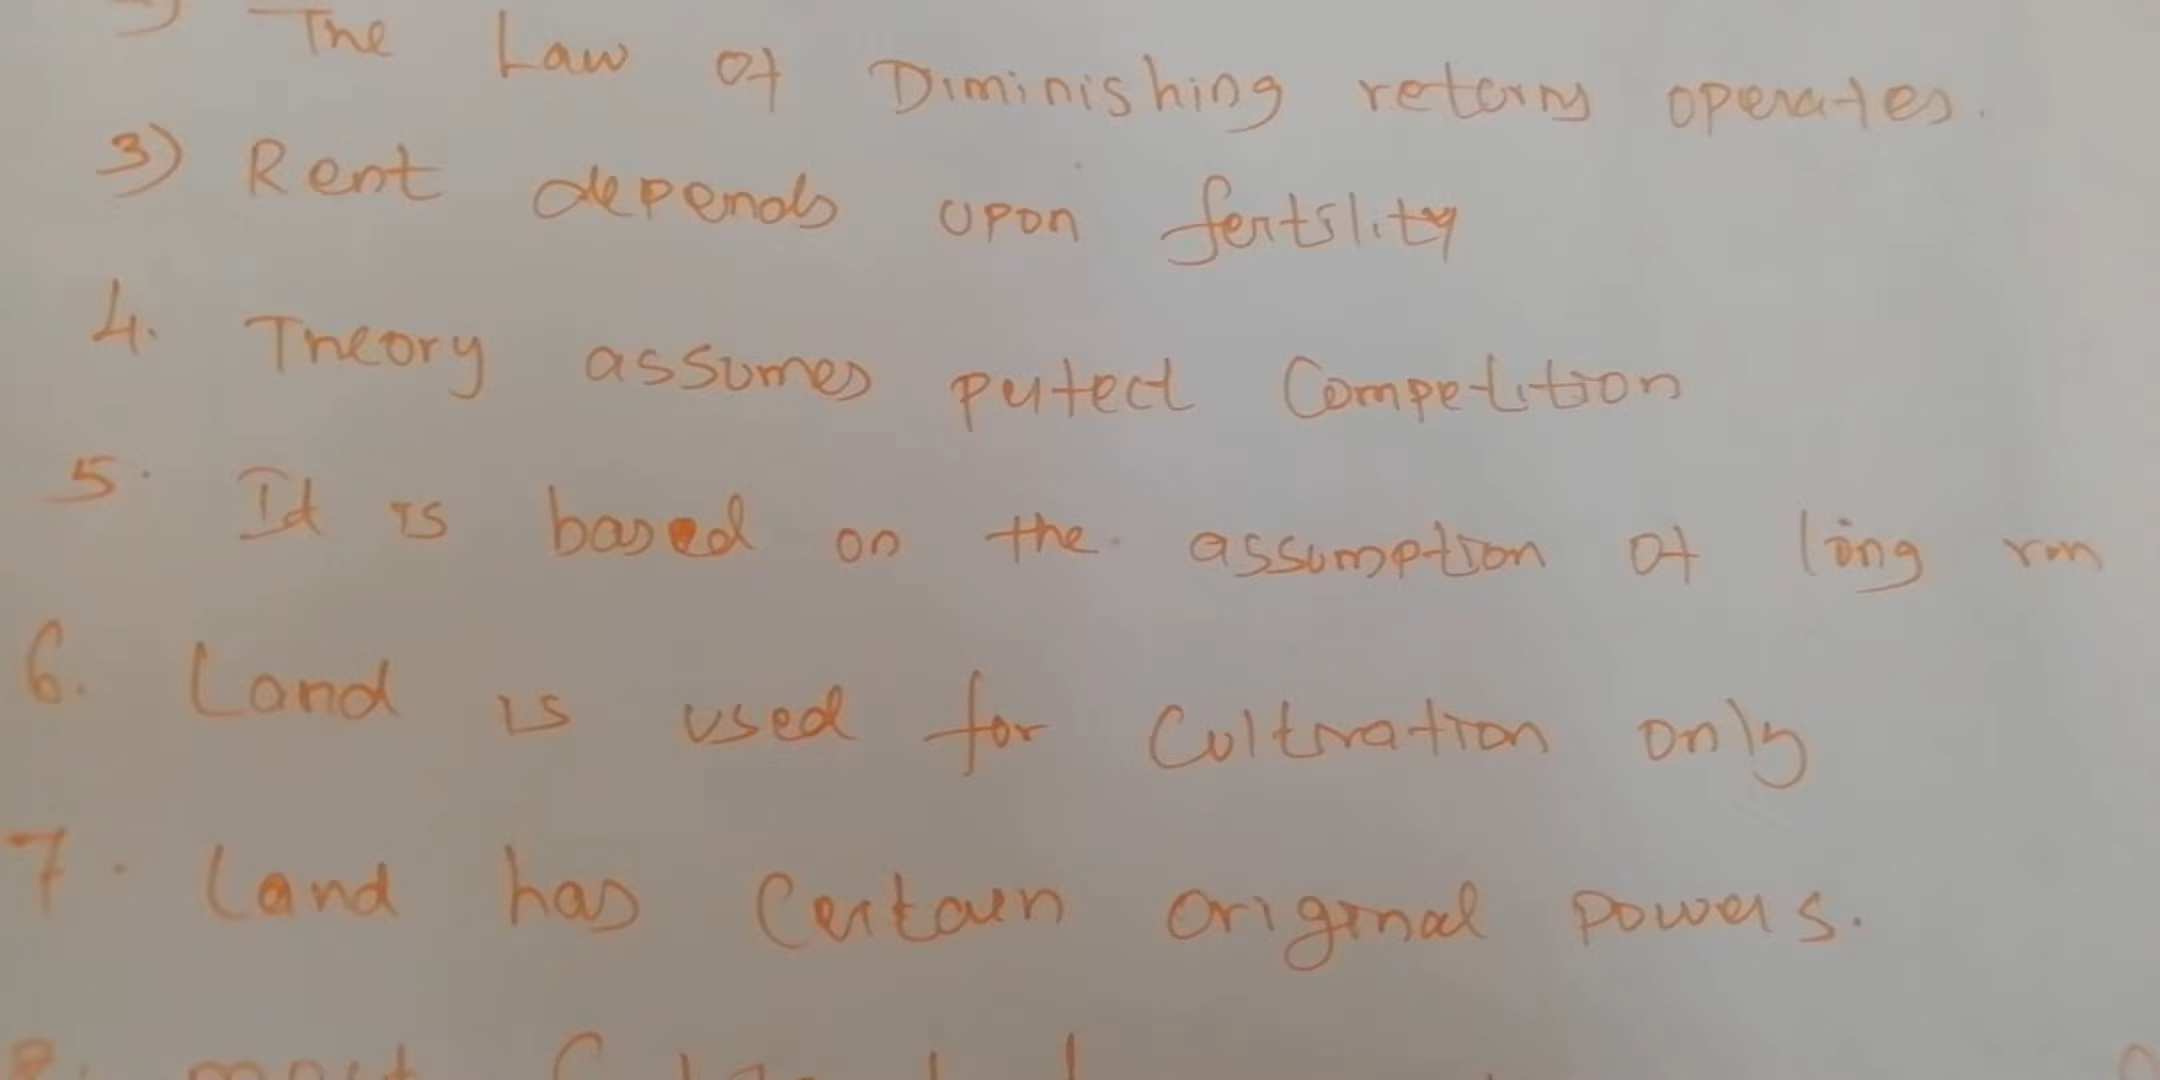 The Law of Diminishing returns operates.
3) Rent depends upon fertility
4. Theory assumes perfect Competition
5. It is based on the assumption of long run
6. Land is used for Cultivation only
7. Land has Certain original powers.
8. most